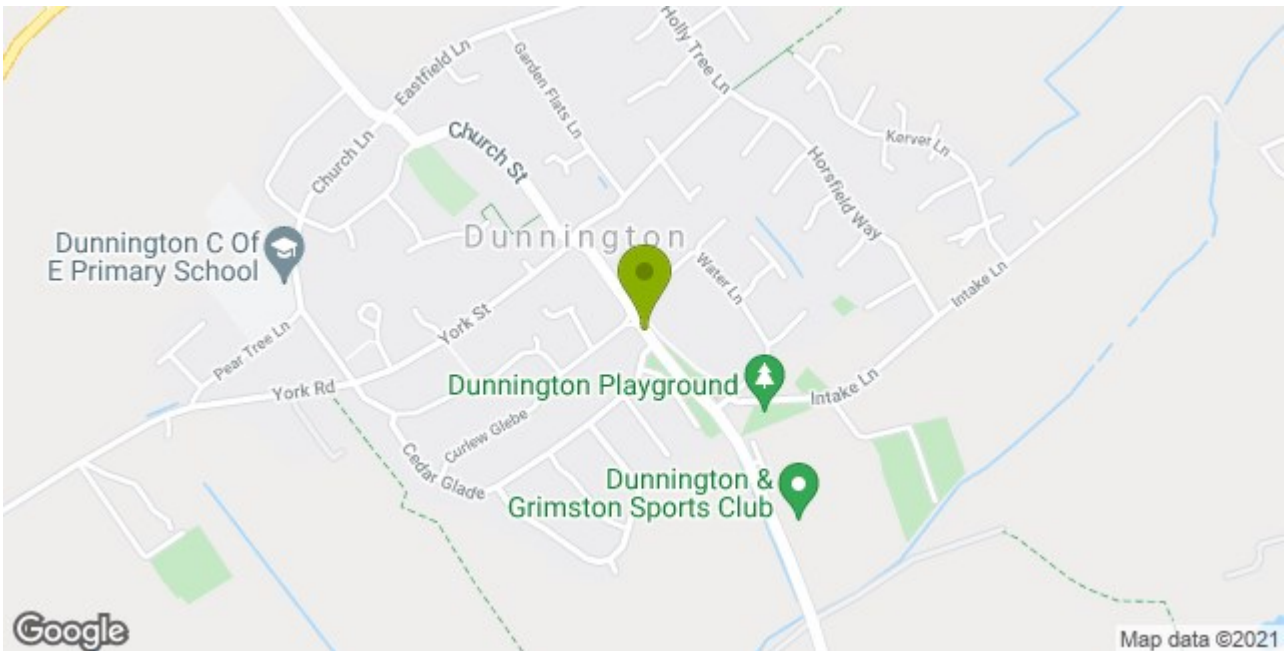 Eastfield Ln
Garden Flats Ln
Holly Tree Ln
Church St
Church Ln
Kerver Ln
Horsfield Way
Dunnington C Of
E Primary School
Dunnington
Water Ln
Intake Ln
York St
Pear Tree Ln
York Rd
Dunnington Playground
Intake Ln
Curlew Glebe
Cedar Glade
Dunnington &
Grimston Sports Club
Google
Map data ©2021